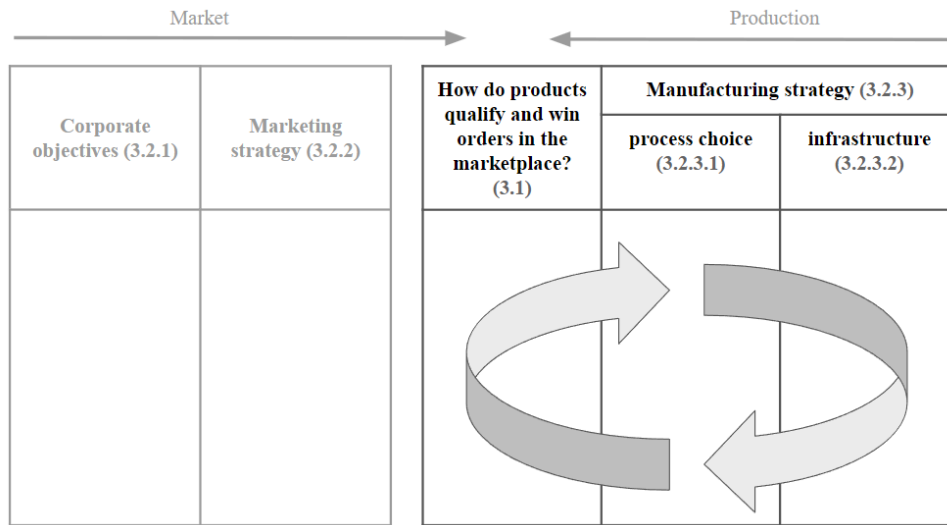 Market
Production
Corporate
objectives (3.2.1)
Marketing
strategy (3.2.2)
How do products
qualify and win
orders in the
marketplace?
(3.1)
Manufacturing strategy (3.2.3)
process choice
(3.2.3.1)
infrastructure
(3.2.3.2)